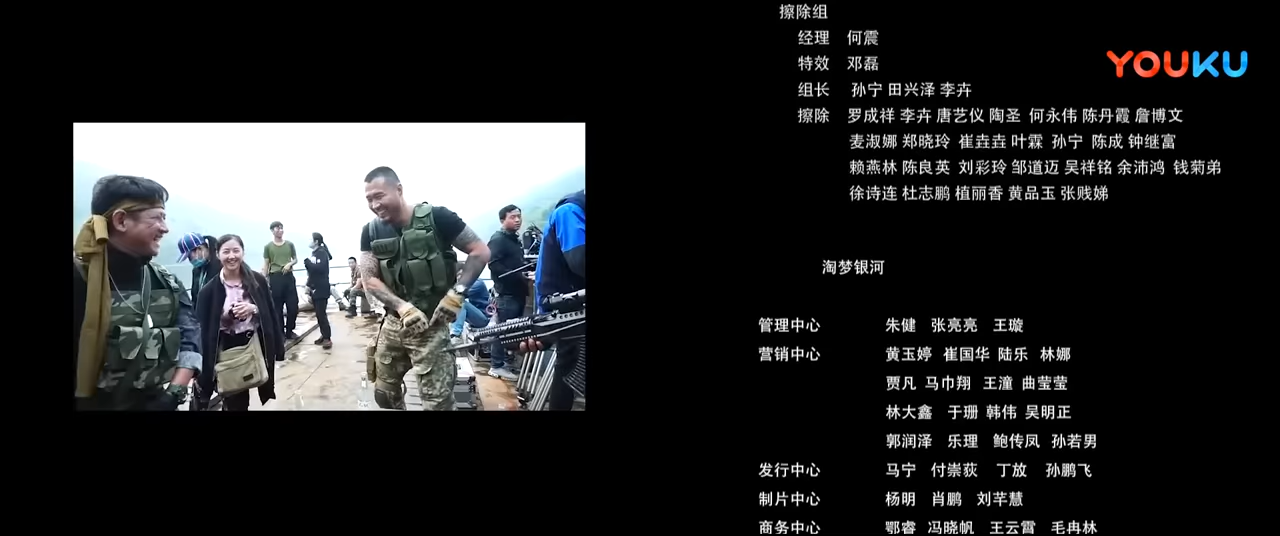 擦除组
YOUKU
经理 何震
特效 邓磊
组长 孙宁 田兴泽 李卉
擦除 罗成祥 李卉 唐艺仪 陶圣 何永伟 陈丹霞 詹博文
麦淑娜 郑晓玲 崔垚垚 叶霖 孙宁 陈成 钟继富
赖燕林 陈良英 刘彩玲 邹道迈 吴祥铭 余沛鸿 钱菊弟
徐诗连 杜志鹏 植丽香 黄品玉 张贱娣
淘梦银河
管理中心 朱健 张亮亮 王璇
营销中心 黄玉婷 崔国华 陆乐 林娜
贾凡 马巾翔 王潼 曲莹莹
林大鑫 于珊 韩伟 吴明正
郭润泽 乐理 鲍传凤 孙若男
发行中心 马宁 付崇荻 丁放 孙鹏飞
制片中心 杨明 肖鹏 刘芊慧
商务中心 鄂睿 冯晓帆 王云霄 毛冉林